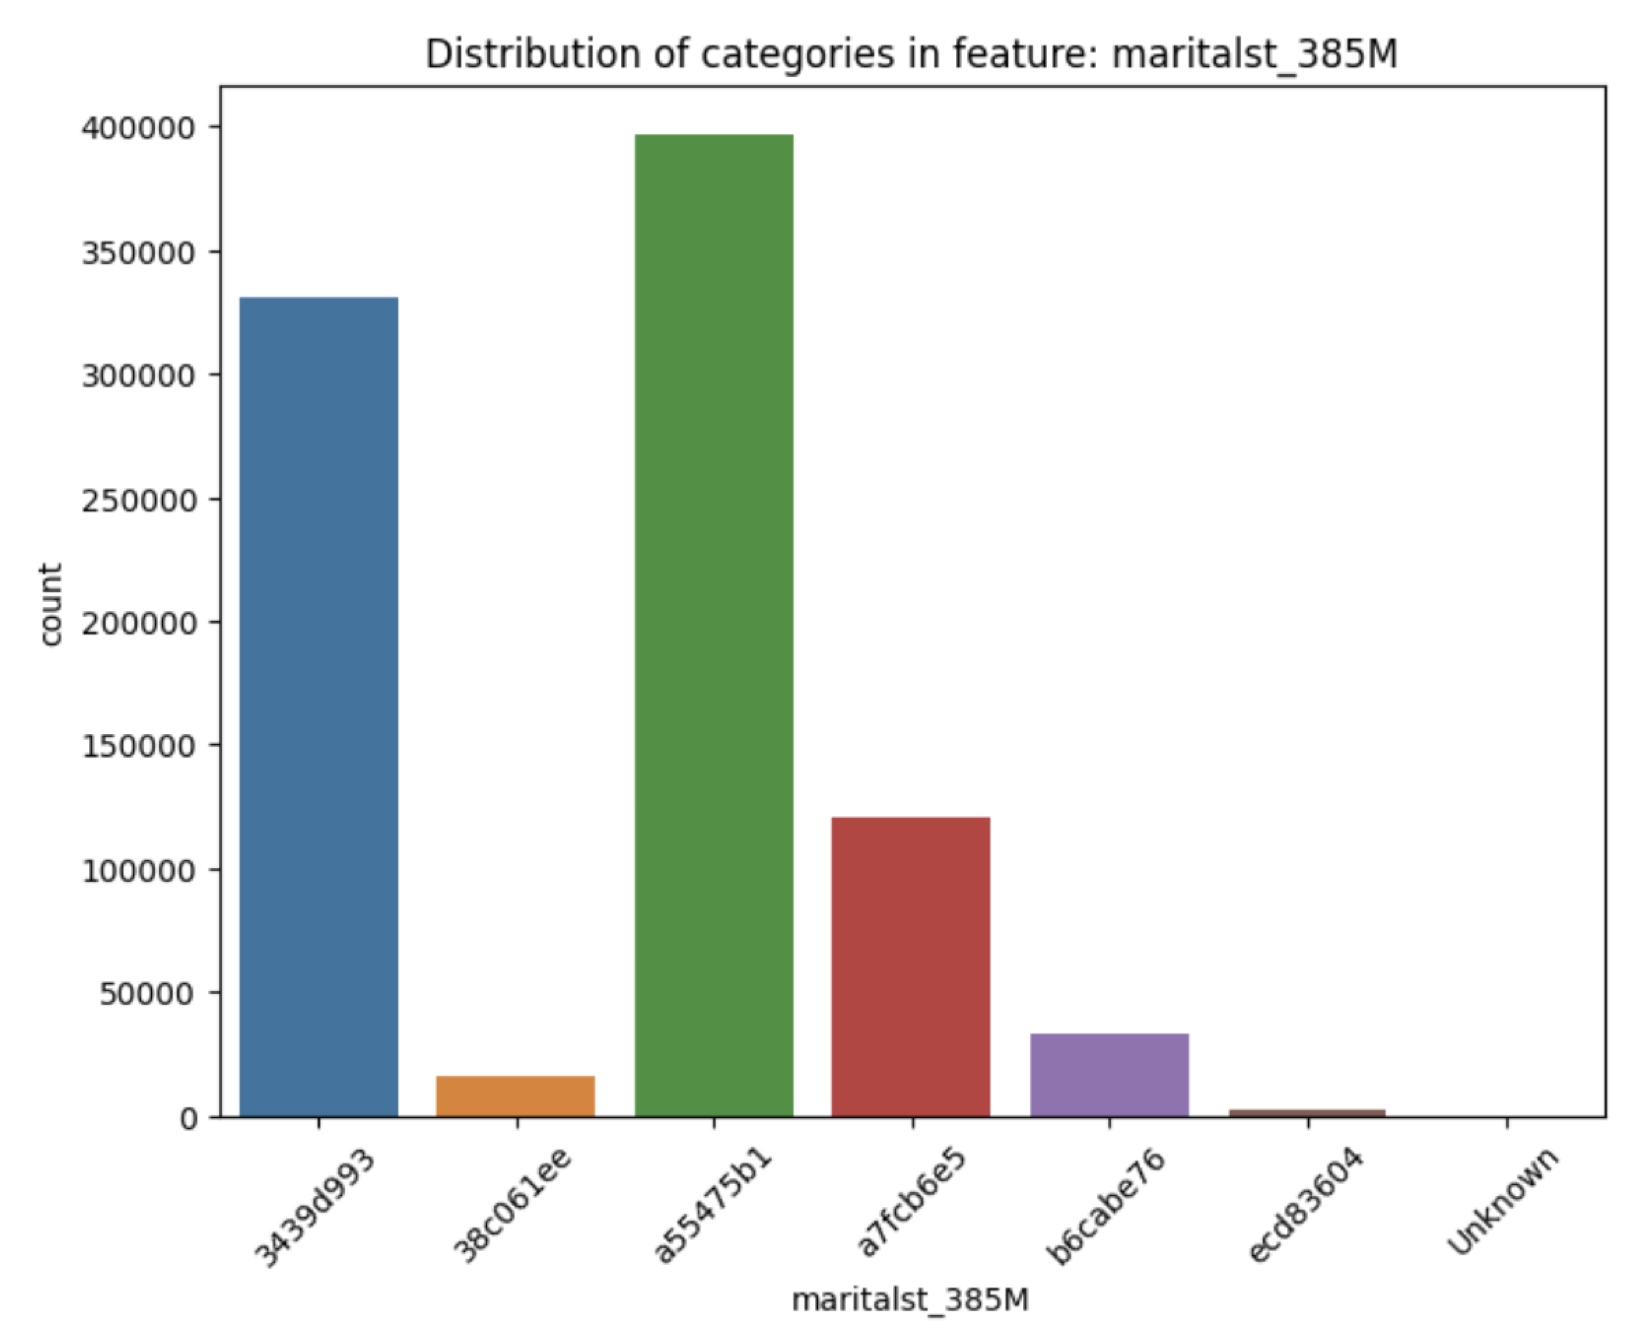 Distribution of categories in feature: maritalst_385M
400000
350000
300000
250000
200000
150000
100000
50000
0
count
3439d993
38c061ee
a55475b1
a7fcb6e5
b6cabe76
ecd83604
Unknown
maritalst_385M